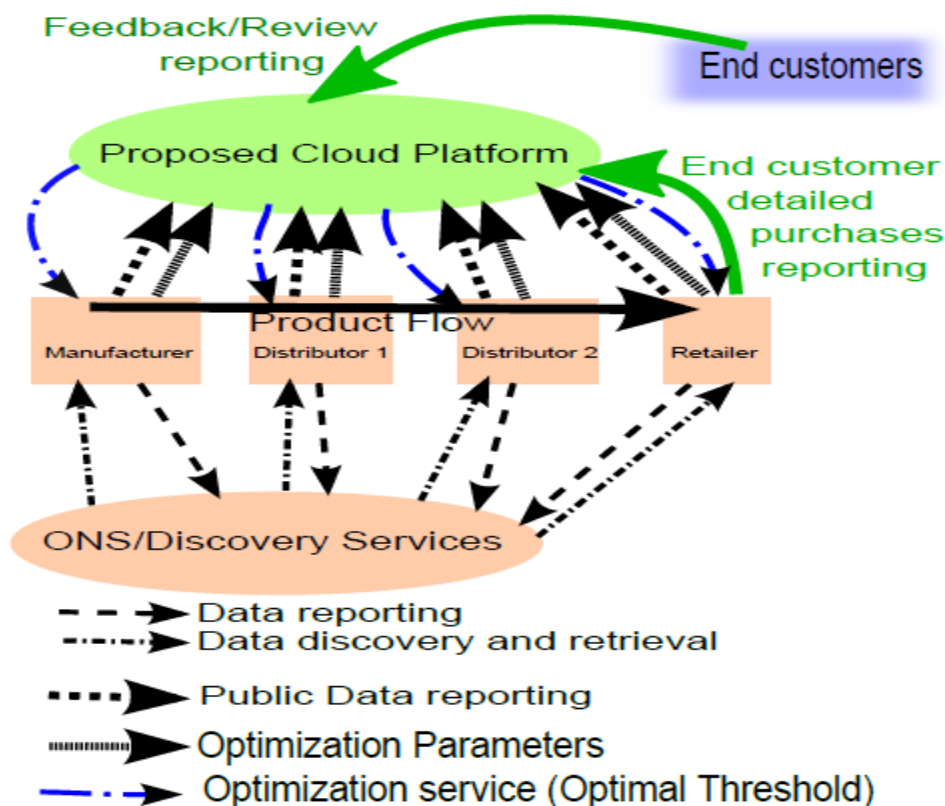 Feedback/Review
reporting
End customers
Proposed Cloud Platform
End customer
detailed
purchases
reporting
Product Flow
Manufacturer
Distributor 1
Distributor 2
Retailer
ONS/Discovery Services
Data reporting
Data discovery and retrieval
Public Data reporting
Optimization Parameters
Optimization service (Optimal Threshold)